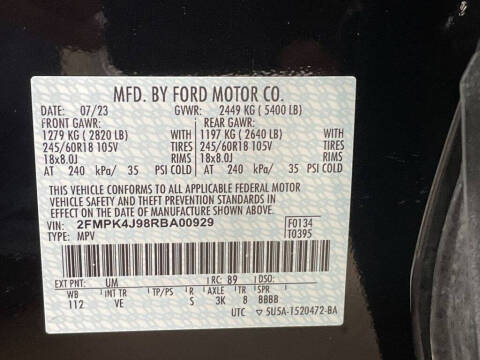 MFD. BY FORD MOTOR CO.
DATE: 07/23 GVWR: 2449 KG ( 5400 LB)
FRONT GAWR: REAR GAWR:
1279 KG ( 2820 LB) WITH 1197 KG ( 2640 LB) WITH
245/60R18 105V TIRES 245/60R18 105V TIRES
18x8.0J RIMS 18x8.0J RIMS
AT 240 kPa/ 35 PSI COLD AT 240 kPa/ 35 PSI COLD
THIS VEHICLE CONFORMS TO ALL APPLICABLE FEDERAL MOTOR
VEHICLE SAFETY AND THEFT PREVENTION STANDARDS IN EFFECT ON
THE DATE OF MANUFACTURE SHOWN ABOVE.
VIN: 2FMPK4J98RBA00929 F0134
TYPE: MPV T0395
EXT PNT: UM RC: 89 DSO:
WB INT TR TP/PS R AXLE TR SPR
112 VE S 3K 8 BBBB
UTC 5U5A-1520472-BA